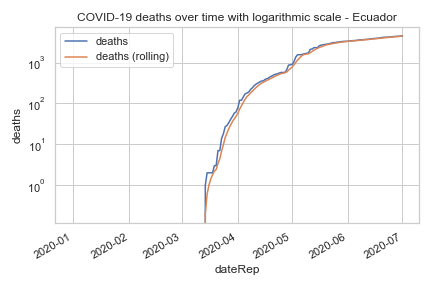 COVID-19 deaths over time with logarithmic scale - Ecuador
deaths
deaths (rolling)
10³
10²
10¹
10⁰
deaths
2020-01
2020-02
2020-03
2020-04
2020-05
2020-06
2020-07
dateRep